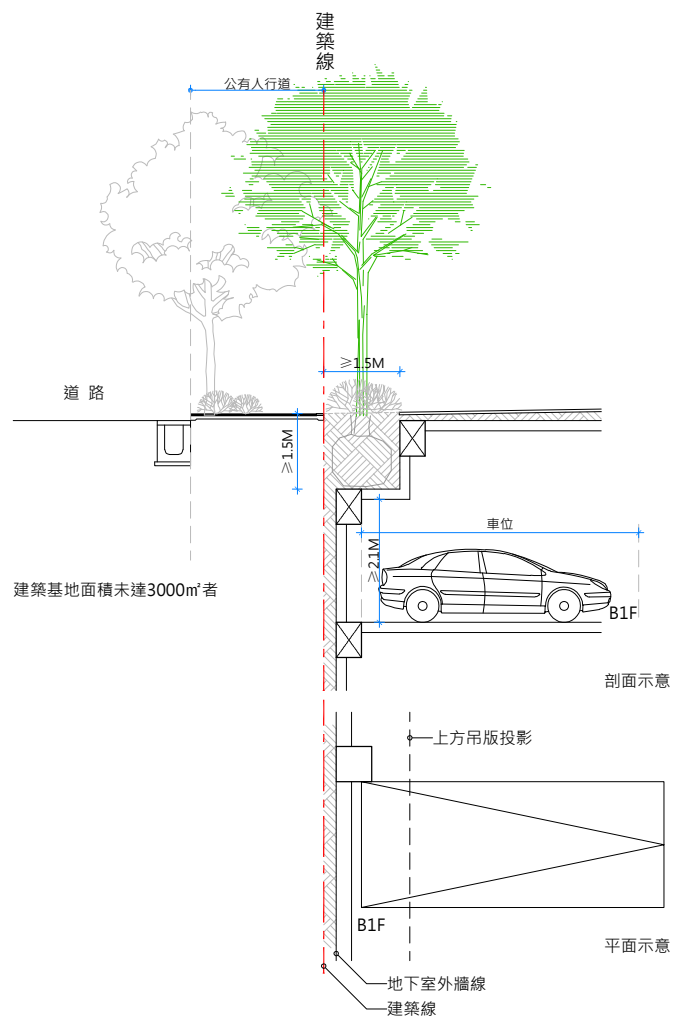 建築線
公有人行道
≥1.5M
道 路
≥1.5M
車位
≥2.1M
建築基地面積未達3000㎡者
B1F
剖面示意
上方吊版投影
B1F
平面示意
地下室外牆線
建築線